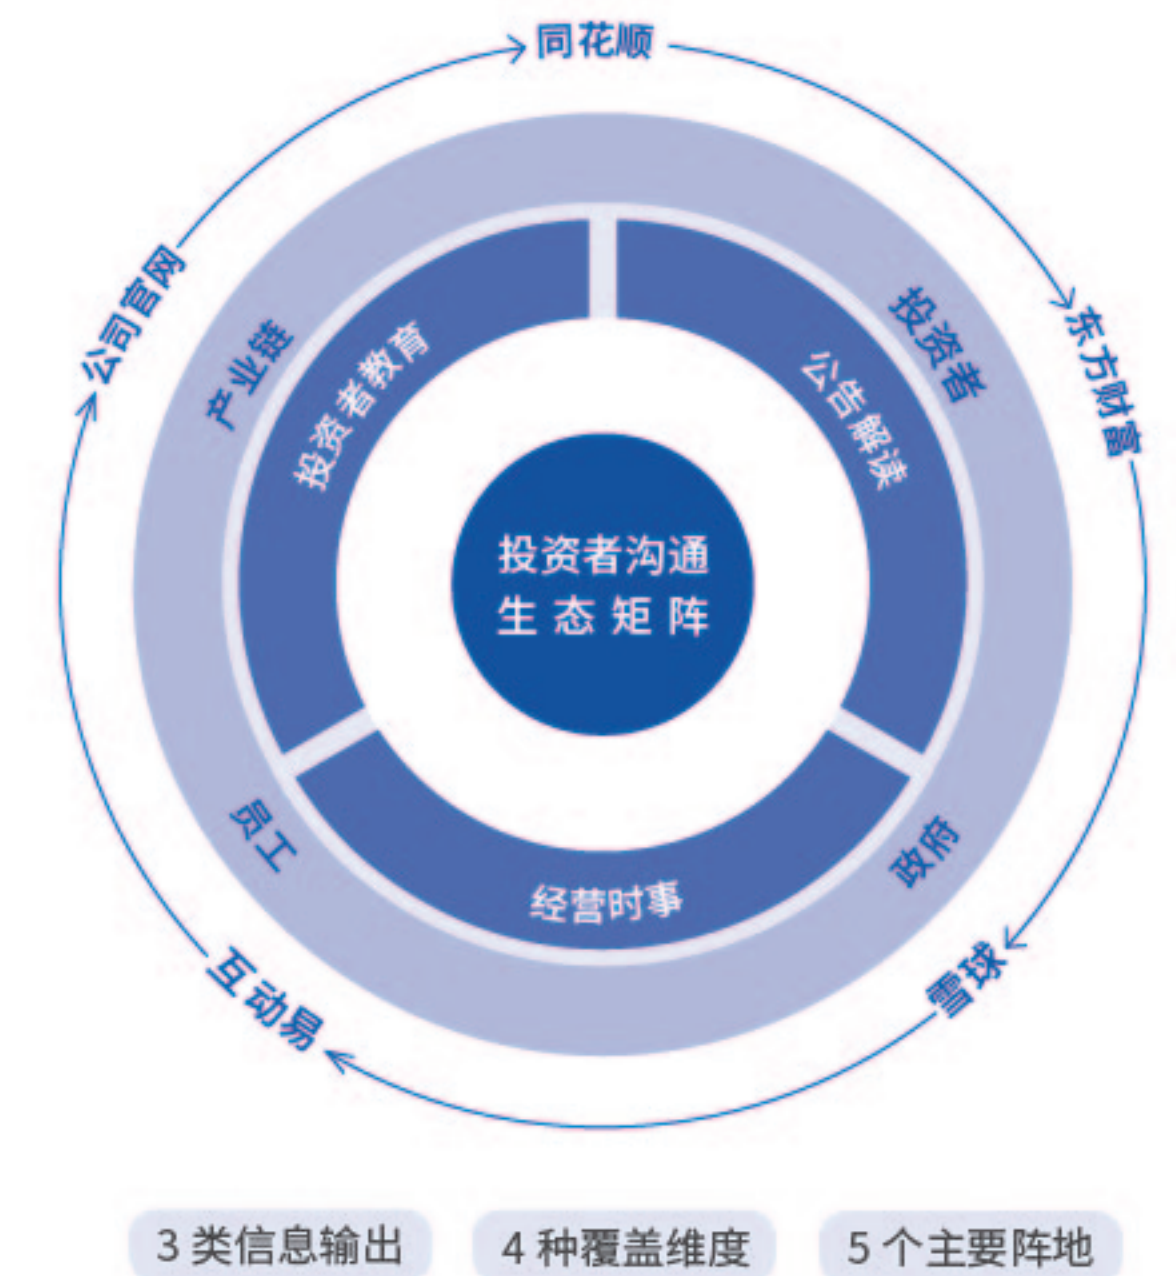 同花顺
公司官网
东方财富
产业链
投资者
投资者教育
公告解读
投资者沟通
生态矩阵
员工
政府
经营时事
互动易
雪球
3 类信息输出
4 种覆盖维度
5 个主要阵地